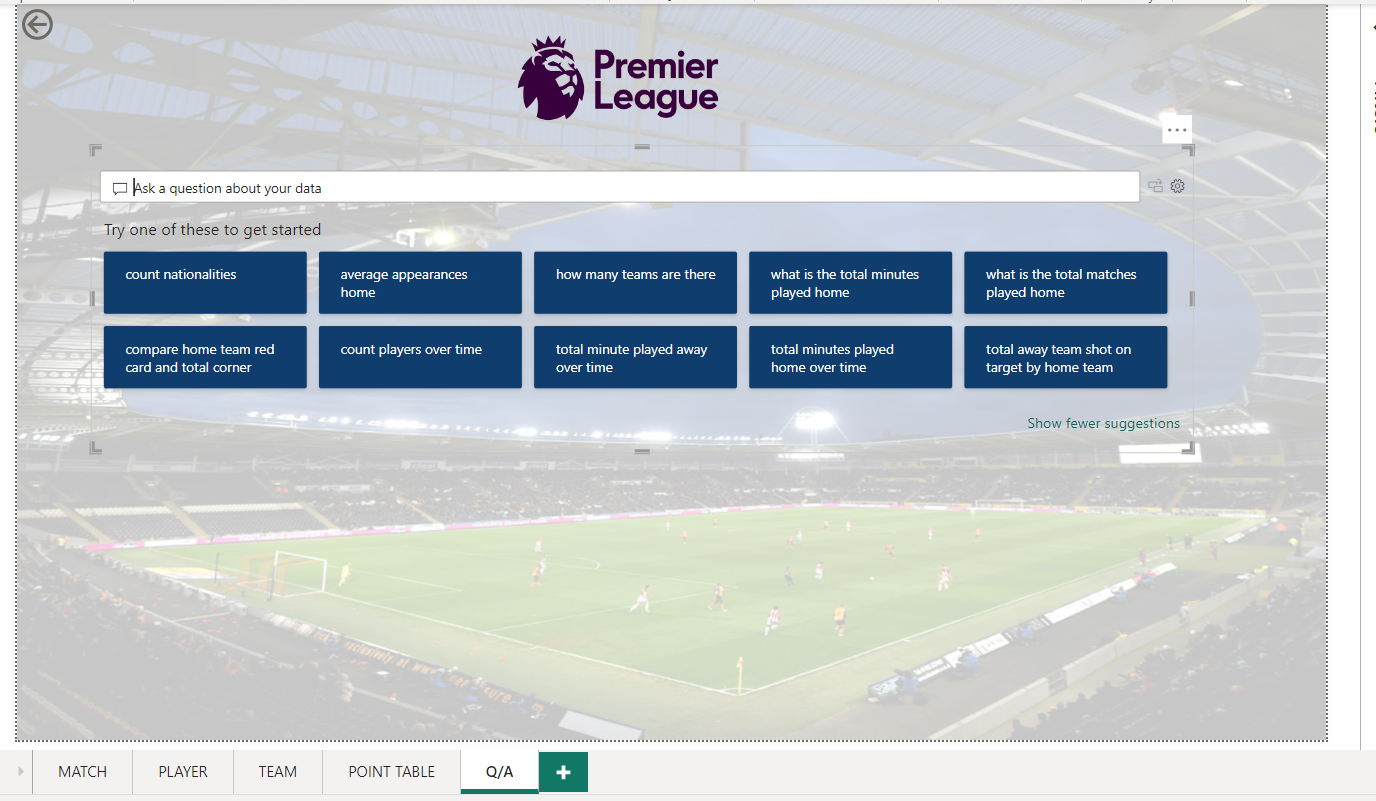 Premier
League
Ask a question about your data
Try one of these to get started
count nationalities
average appearances
home
how many teams are there
what is the total minutes
played home
what is the total matches
played home
compare home team red
card and total corner
count players over time
total minute played away
over time
total minutes played
home over time
total away team shot on
target by home team
Show fewer suggestions
MATCH
PLAYER
TEAM
POINT TABLE
Q/A